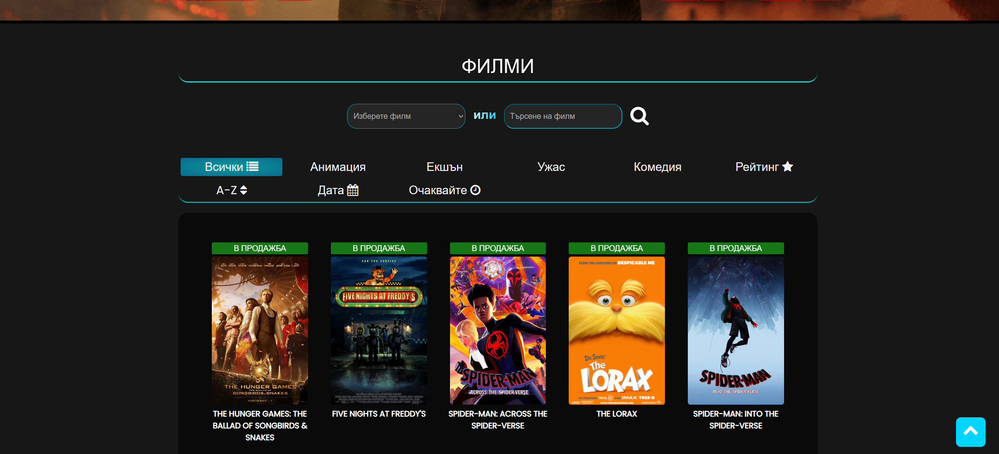 ФИЛМИ
Изберете филм
или
Търсене на филм
Всички
Анимация
Екшън
Ужас
Комедия
Рейтинг
A-Z
Дата
Очаквайте
В ПРОДАЖБА
В ПРОДАЖБА
В ПРОДАЖБА
В ПРОДАЖБА
В ПРОДАЖБА
THE HUNGER GAMES
THE BALLAD OF
SONGBIRDS & SNAKES
NOVEMBER 17
CAN YOU SURVIVE
FIVE NIGHTS AT FREDDY'S
SPIDER-MAN
ACROSS THE SPIDER-VERSE
FROM THE CREATORS OF DESPICABLE ME
Dr. Seuss'
The
LORAX
IN THEATERS, REAL D AND IMAX TREE-D
WWW.THELORAXMOVIE.COM
SPIDER-MAN
INTO THE SPIDER-VERSE
THE HUNGER GAMES: THE
BALLAD OF SONGBIRDS &
SNAKES
FIVE NIGHTS AT FREDDY'S
SPIDER-MAN: ACROSS THE
SPIDER-VERSE
THE LORAX
SPIDER-MAN: INTO THE
SPIDER-VERSE